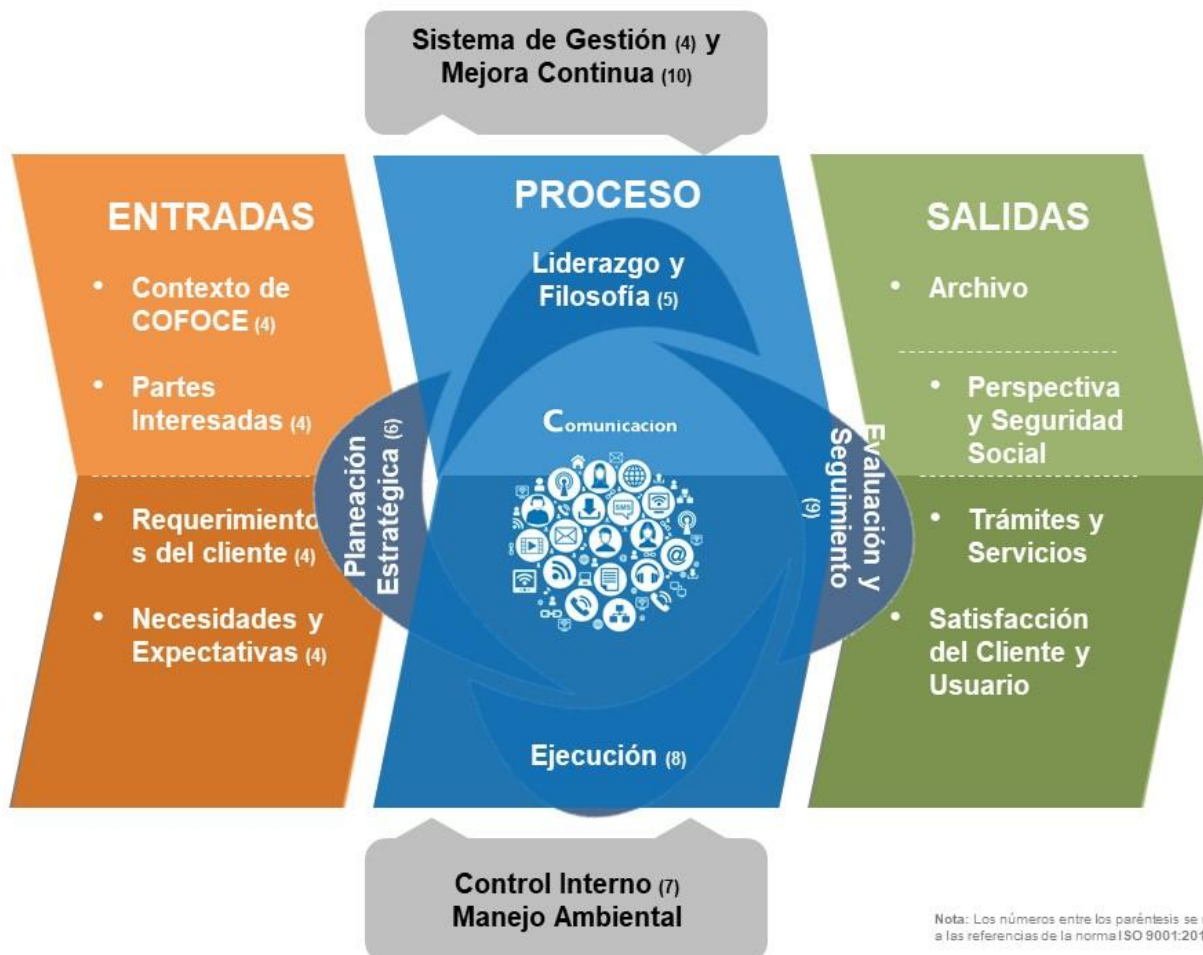 Sistema de Gestión (4) y
Mejora Continua (10)
ENTRADAS
• Contexto de
COFOCE (4)
• Partes
Interesadas (4)
• Requerimiento
s del cliente (4)
• Necesidades y
Expectativas (4)
PROCESO
Liderazgo y
Filosofía (5)
Planeación
Estratégica (6)
Comunicacion
SMS
@
Evaluación y
Seguimiento
(9)
Ejecución (8)
SALIDAS
• Archivo
• Perspectiva
y Seguridad
Social
• Trámites y
Servicios
• Satisfacción
del Cliente y
Usuario
Control Interno (7)
Manejo Ambiental
Nota: Los números entre los paréntesis se
a las referencias de la norma ISO 9001:201